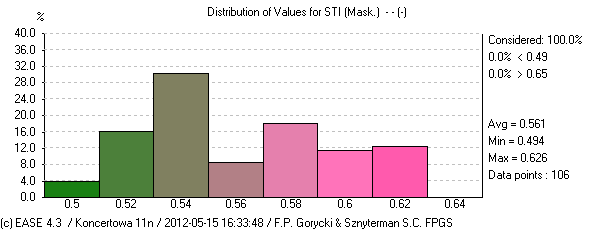 Distribution of Values for STI (Mask.)  - - (-)
%
40.0
36.0
32.0
28.0
24.0
20.0
16.0
12.0
8.0
4.0
0.0
0.5 0.52 0.54 0.56 0.58 0.6 0.62 0.64
Considered: 100.0%
0.0%  < 0.49
0.0%  > 0.65
Avg = 0.561
Min = 0.494
Max = 0.626
Data points : 106
(c) EASE 4.3  / Koncertowa 11n / 2012-05-15 16:33:48 / F.P. Gorycki & Sznyterman S.C. FPGS